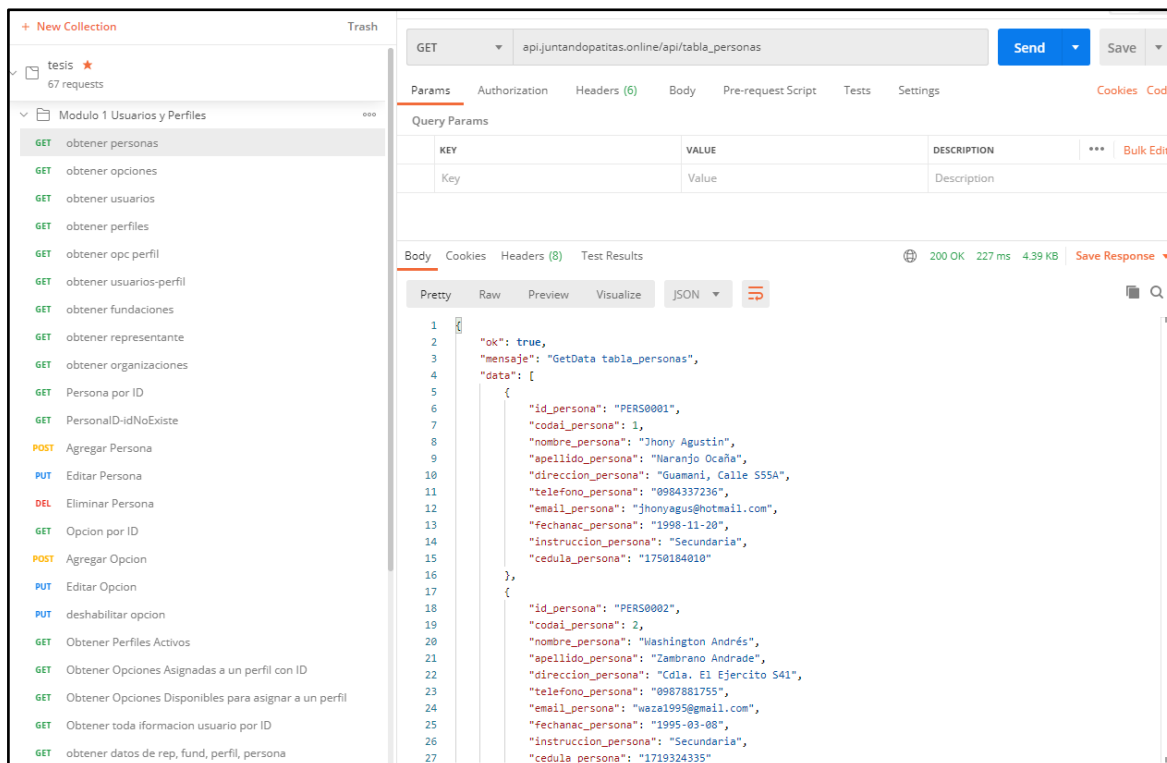 + New Collection Trash
tesis ★
67 requests
Modulo 1 Usuarios y Perfiles
GET obtener personas
GET obtener opciones
GET obtener usuarios
GET obtener perfiles
GET obtener opc perfil
GET obtener usuarios-perfil
GET obtener fundaciones
GET obtener representante
GET obtener organizaciones
GET Persona por ID
GET PersonaID-idNoExiste
POST Agregar Persona
PUT Editar Persona
DEL Eliminar Persona
GET Opcion por ID
POST Agregar Opcion
PUT Editar Opcion
PUT deshabilitar opcion
GET Obtener Perfiles Activos
GET Obtener Opciones Asignadas a un perfil con ID
GET Obtener Opciones Disponibles para asignar a un perfil
GET Obtener toda iformacion usuario por ID
GET obtener datos de rep, fund, perfil, persona
GET api.juntandopatitas.online/api/tabla_personas Send Save
Params Authorization Headers (6) Body Pre-request Script Tests Settings Cookies Cod
Query Params
KEY VALUE DESCRIPTION ••• Bulk Edit
Key Value Description
Body Cookies Headers (8) Test Results 200 OK 227 ms 4.39 KB Save Response
Pretty Raw Preview Visualize JSON
1 {
2 "ok": true,
3 "mensaje": "GetData tabla_personas",
4 "data": [
5 {
6 "id_persona": "PERS0001",
7 "codai_persona": 1,
8 "nombre_persona": "Jhony Agustin",
9 "apellido_persona": "Naranjo Ocaña",
10 "direccion_persona": "Guamani, Calle S55A",
11 "telefono_persona": "0984337236",
12 "email_persona": "jhonyagus@hotmail.com",
13 "fechanac_persona": "1998-11-20",
14 "instruccion_persona": "Secundaria",
15 "cedula_persona": "1750184010"
16 },
17 {
18 "id_persona": "PERS0002",
19 "codai_persona": 2,
20 "nombre_persona": "Washington Andrés",
21 "apellido_persona": "Zambrano Andrade",
22 "direccion_persona": "Cdla. El Ejercito S41",
23 "telefono_persona": "0987881755",
24 "email_persona": "waza1995@gmail.com",
25 "fechanac_persona": "1995-03-08",
26 "instruccion_persona": "Secundaria",
27 "cedula_persona": "1719324335"